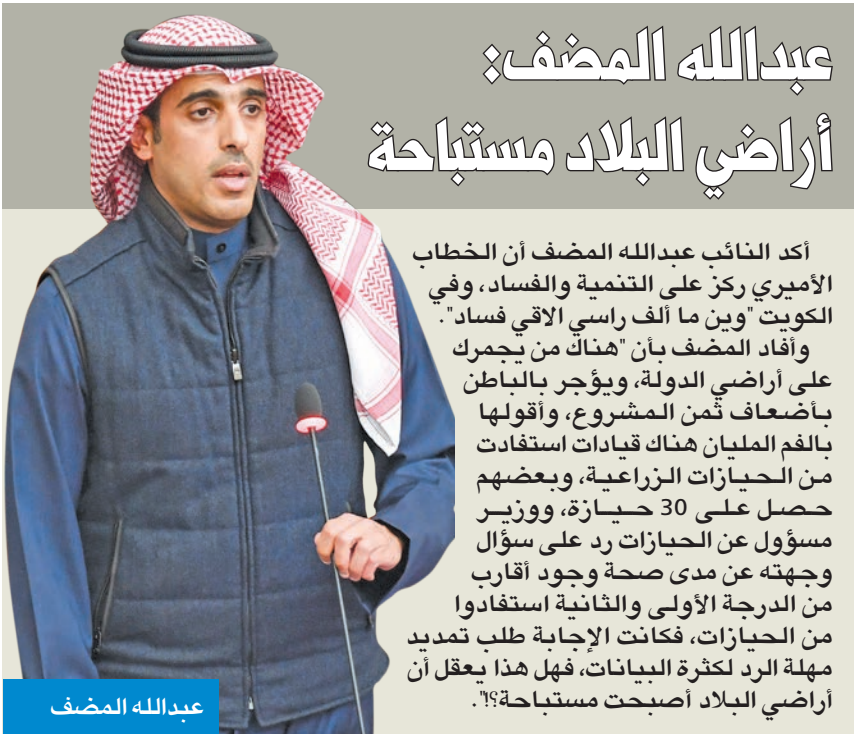 عبدالله المضف:
أراضي البلاد مستباحة
أكد النائب عبدالله المضف أن الخطاب
الأميري ركز على التنمية والفساد، وفي
الكويت "وين ما ألف راسي الاقي فساد".
وأفاد المضف بأن "هناك من يجمرك
على أراضي الدولة، ويؤجر بالباطن
بأضعاف ثمن المشروع، وأقولها
بالفم المليان هناك قيادات استفادت
من الحيازات الزراعية، وبعضهم
حصل على 30 حيازة، ووزير
مسؤول عن الحيازات رد على سؤال
وجهته عن مدى صحة وجود أقارب
من الدرجة الأولى والثانية استفادوا
من الحيازات، فكانت الإجابة طلب تمديد
مهلة الرد لكثرة البيانات، فهل هذا يعقل أن
أراضي البلاد أصبحت مستباحة؟!".
عبدالله المضف